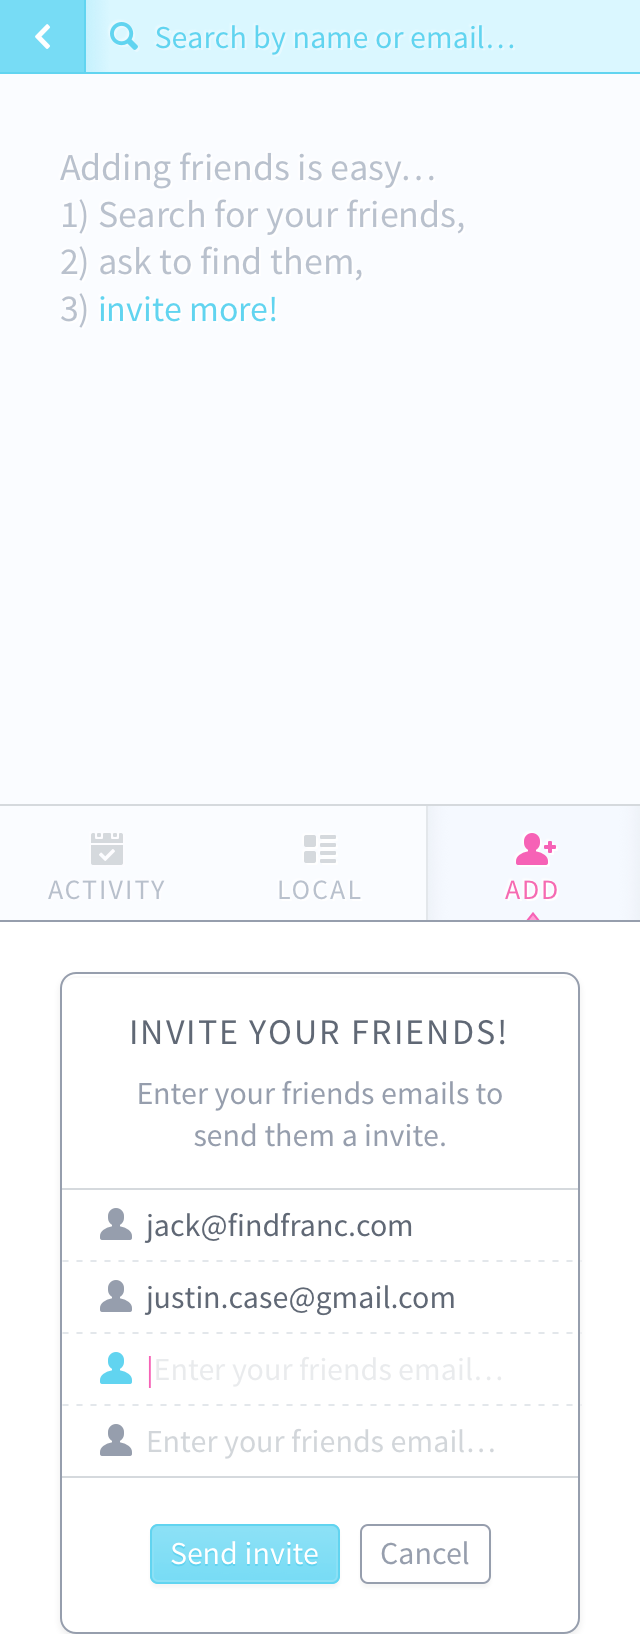 Search by name or email...
Adding friends is easy...
1) Search for your friends,
2) ask to find them,
3) invite more!
ACTIVITY LOCAL ADD
INVITE YOUR FRIENDS!
Enter your friends emails to
send them a invite.
jack@findfranc.com
justin.case@gmail.com
Enter your friends email...
Enter your friends email...
Send invite Cancel